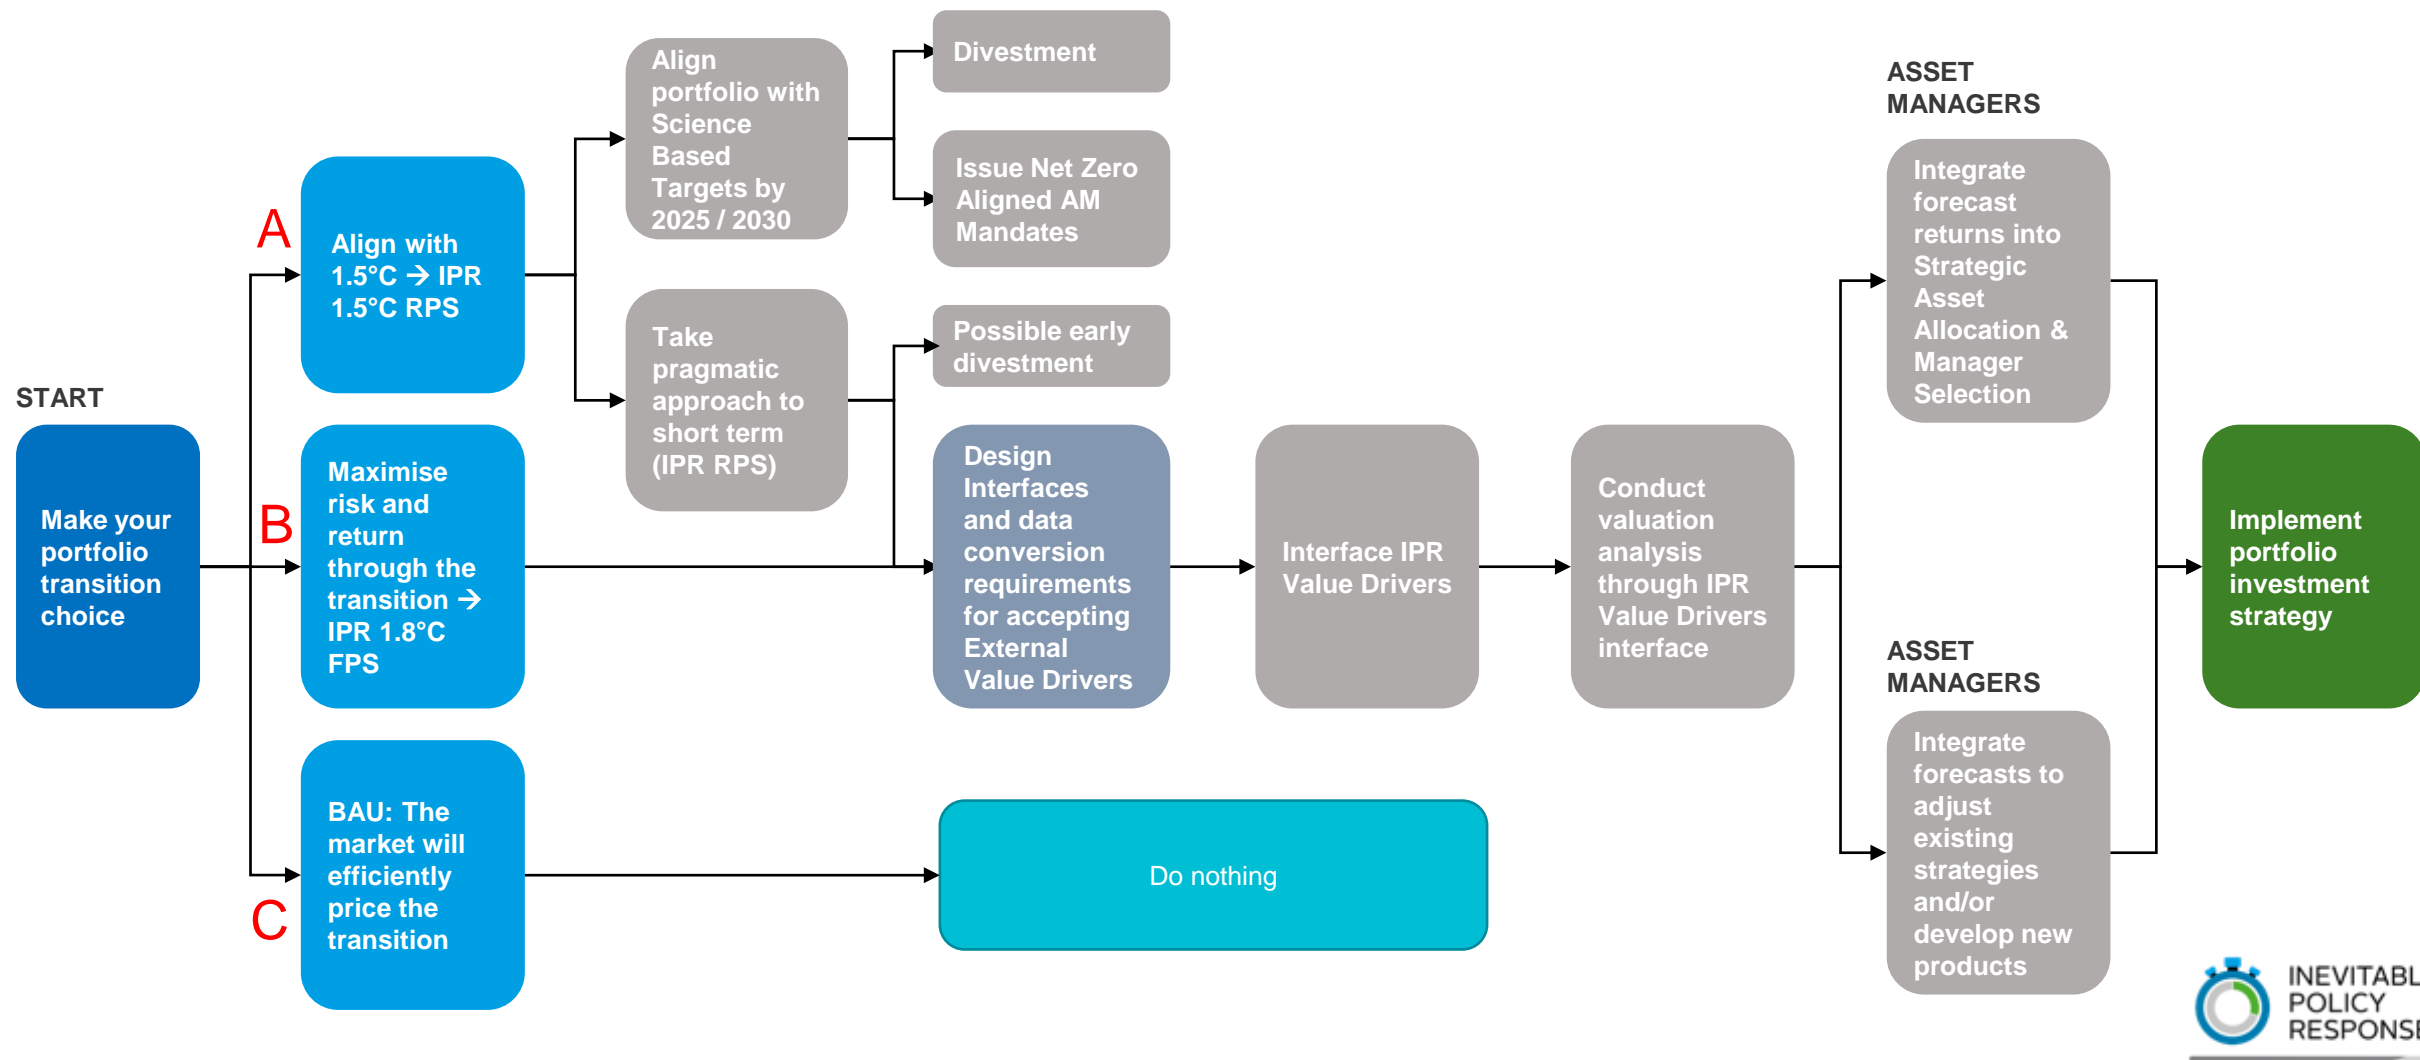 START
Make your
portfolio
transition
choice
A
Align with
1.5°C → IPR
1.5°C RPS
B
Maximise
risk and
return
through the
transition →
IPR 1.8°C
FPS
C
BAU: The
market will
efficiently
price the
transition
Align
portfolio with
Science
Based
Targets by
2025 / 2030
Take
pragmatic
approach to
short term
(IPR RPS)
Divestment
Issue Net Zero
Aligned AM
Mandates
Possible early
divestment
Design
Interfaces
and data
conversion
requirements
for accepting
External
Value Drivers
Do nothing
Interface IPR
Value Drivers
Conduct
valuation
analysis
through IPR
Value Drivers
interface
ASSET
MANAGERS
Integrate
forecast
returns into
Strategic
Asset
Allocation &
Manager
Selection
ASSET
MANAGERS
Integrate
forecasts to
adjust
existing
strategies
and/or
develop new
products
Implement
portfolio
investment
strategy
INEVITABL
POLICY
RESPONSE